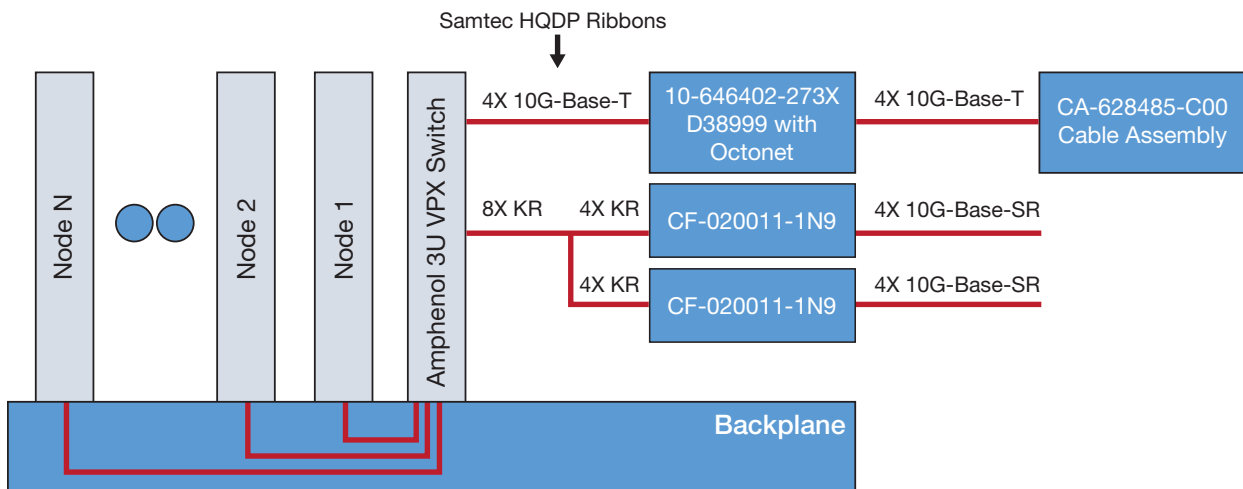 Samtec HQDP Ribbons
4X 10G-Base-T
10-646402-273X
D38999 with
Octonet
4X 10G-Base-T
CA-628485-C00
Cable Assembly
Node N
Node 2
Node 1
Amphenol 3U VPX Switch
8X KR
4X KR
CF-020011-1N9
4X 10G-Base-SR
4X KR
CF-020011-1N9
4X 10G-Base-SR
Backplane